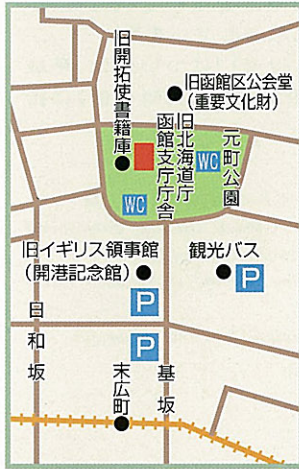 旧函館区公会堂
(重要文化財)
旧開拓使書籍庫
旧北海道庁
函館支庁庁舎
元町公園
WC
WC
旧イギリス領事館
(開港記念館)
観光バス
P
P
P
日和坂
基坂
末広町